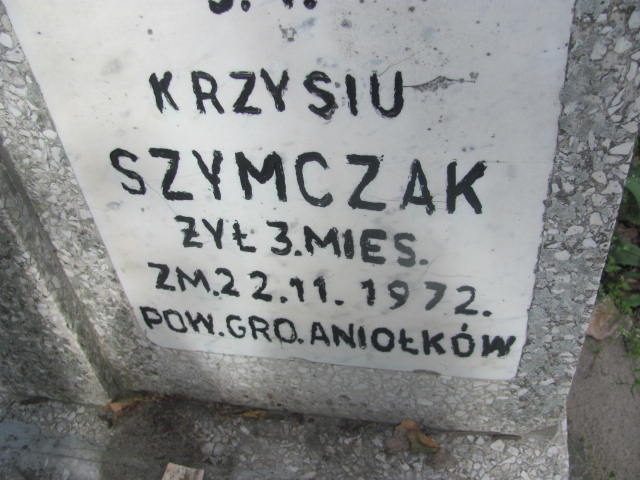 Ś.P.
KRZYSIU
SZYMCZAK
ŻYŁ 3.MIES.
ZM.22.11.1972.
POW.GRO.ANIOŁKÓW